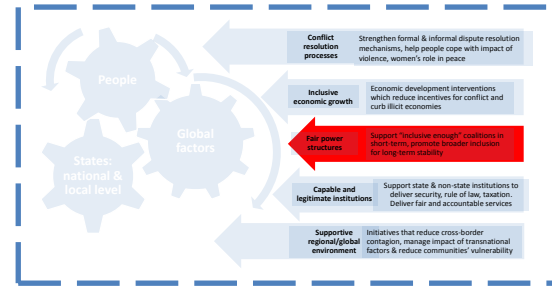 People
Global
factors
States:
national &
local level
Conflict
resolution
processes
Strengthen formal & informal dispute resolution
mechanisms, help people cope with impact of
violence, women's role in peace
Inclusive
economic growth
Economic development interventions
which reduce incentives for conflict and
curb illicit economies
Fair power
structures
Support "inclusive enough" coalitions in
short-term, promote broader inclusion
for long-term stability
Capable and
legitimate institutions
Support state & non-state institutions to
deliver security, rule of law, taxation.
Deliver fair and accountable services
Supportive
regional/global
environment
Initiatives that reduce cross-border
contagion, manage impact of transnational
factors & reduce communities' vulnerability